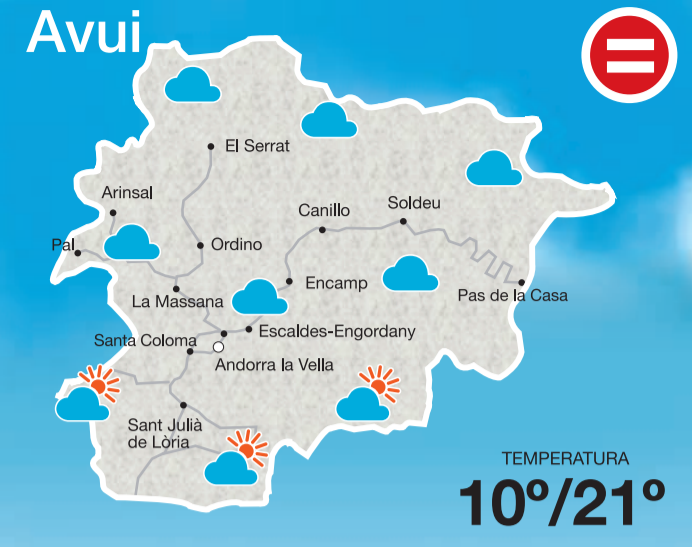 Avui
El Serrat
Arinsal
Canillo
Soldeu
Pal
Ordino
Encamp
La Massana
Pas de la Casa
Santa Coloma
Escaldes-Engordany
Andorra la Vella
Sant Julià
de Lòria
TEMPERATURA
10º/21º